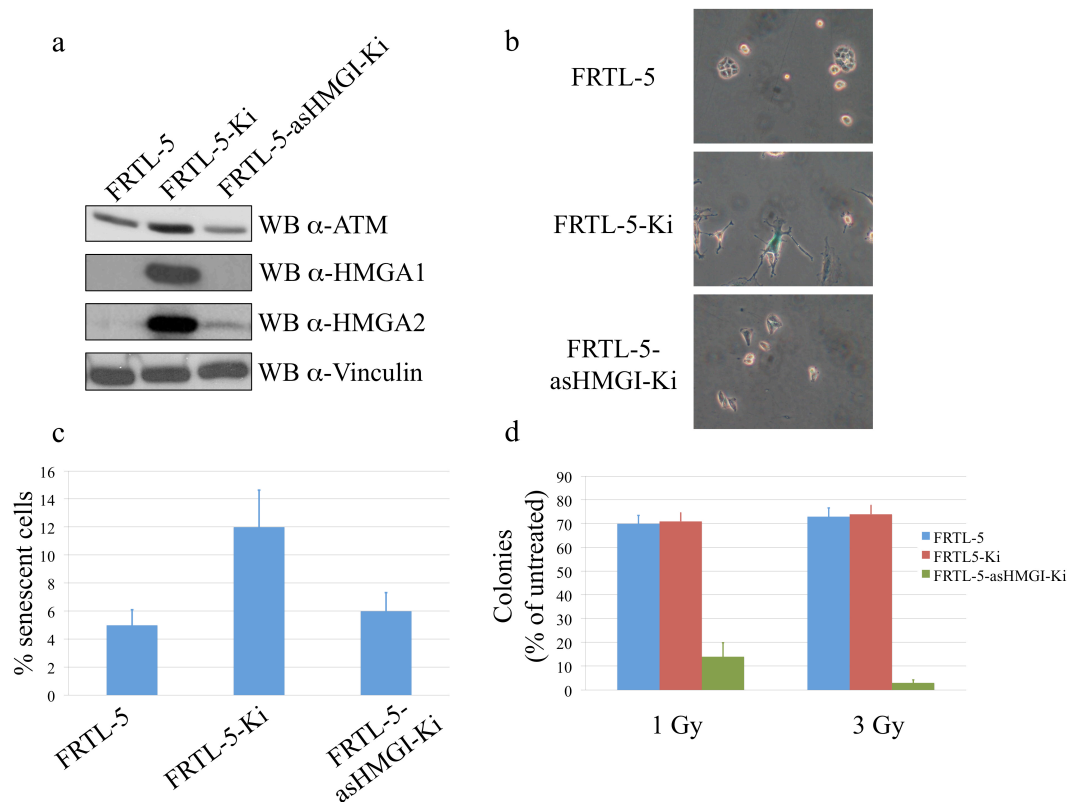 a
FRTL-5
FRTL-5-Ki
FRTL-5-asHMGI-Ki
WB α-ATM
WB α-HMGA1
WB α-HMGA2
WB α-Vinculin
b
FRTL-5
FRTL-5-Ki
FRTL-5-
asHMGI-Ki
c
% senescent cells
16
14
12
10
8
6
4
2
0
FRTL-5
FRTL-5-Ki
FRTL-5-
asHMGI-Ki
d
Colonies
(% of untreated)
90
80
70
60
50
40
30
20
10
0
1 Gy
3 Gy
FRTL-5
FRTL5-Ki
FRTL-5-asHMGI-Ki